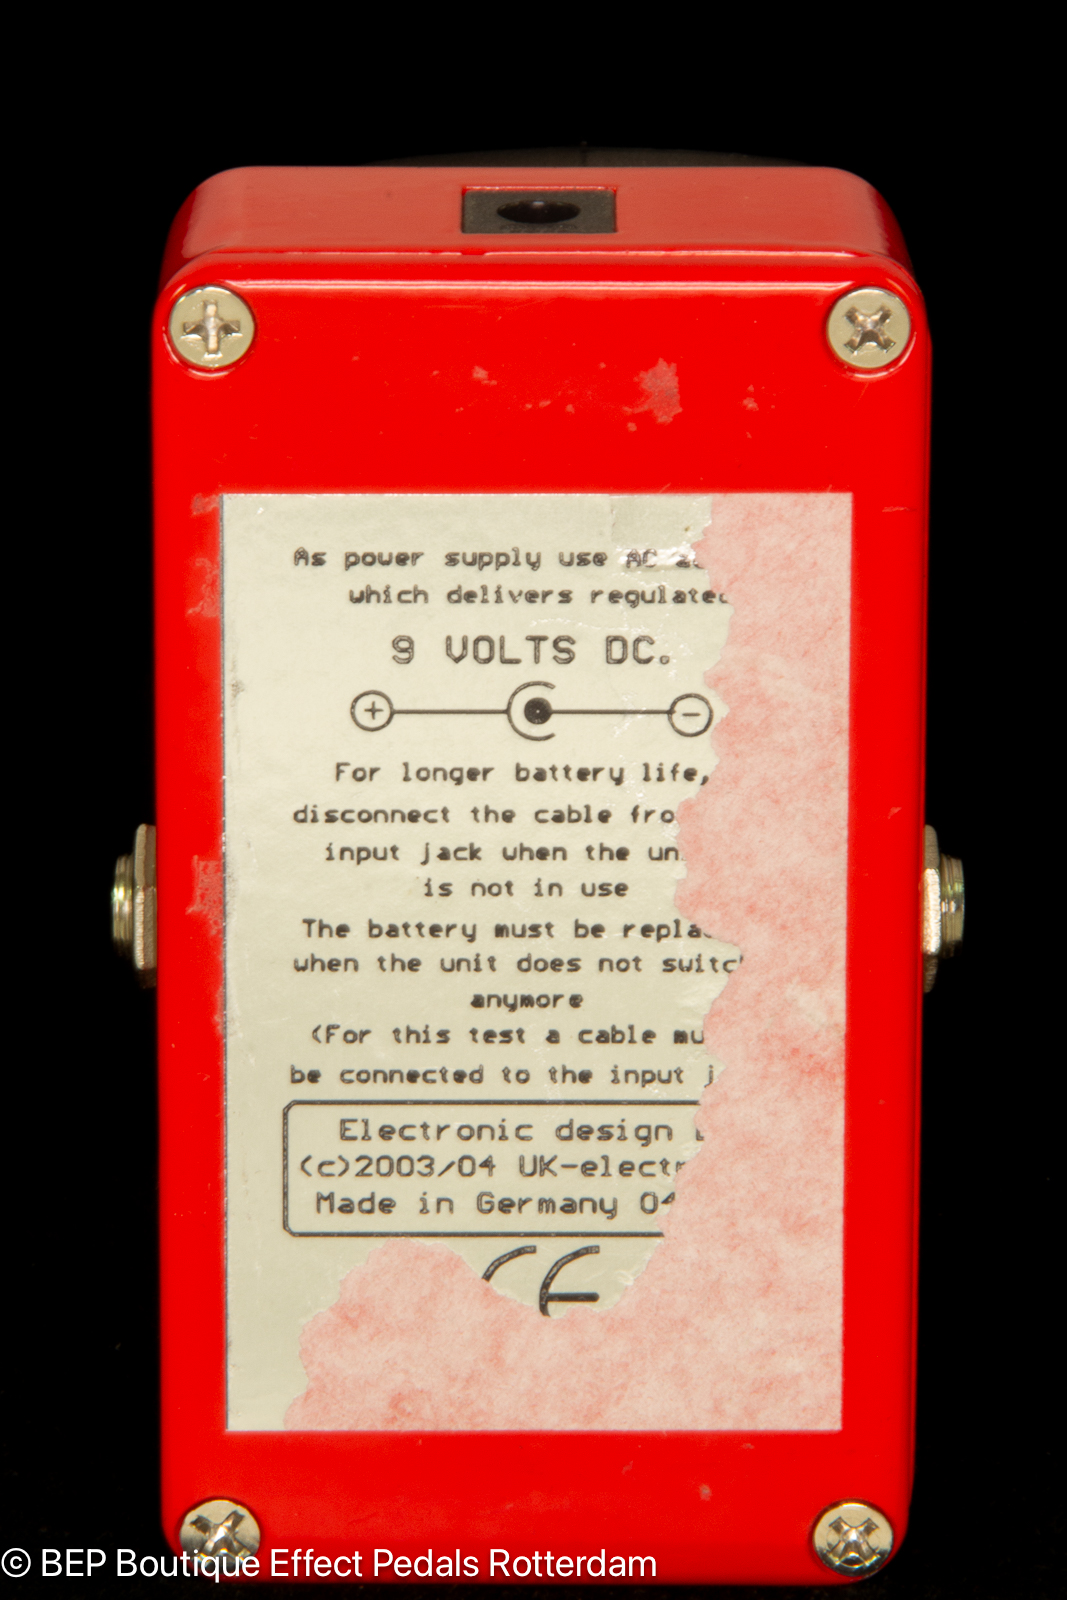 As power supply use AC
which delivers regulated
9 VOLTS DC.
+ −
For longer battery life,
disconnect the cable fro
input jack when the un
is not in use
The battery must be repla
when the unit does not switch
anymore
(For this test a cable mu
be connected to the input j
Electronic design
(c)2003/04 UK-electr
Made in Germany 04
CE
© BEP Boutique Effect Pedals Rotterdam